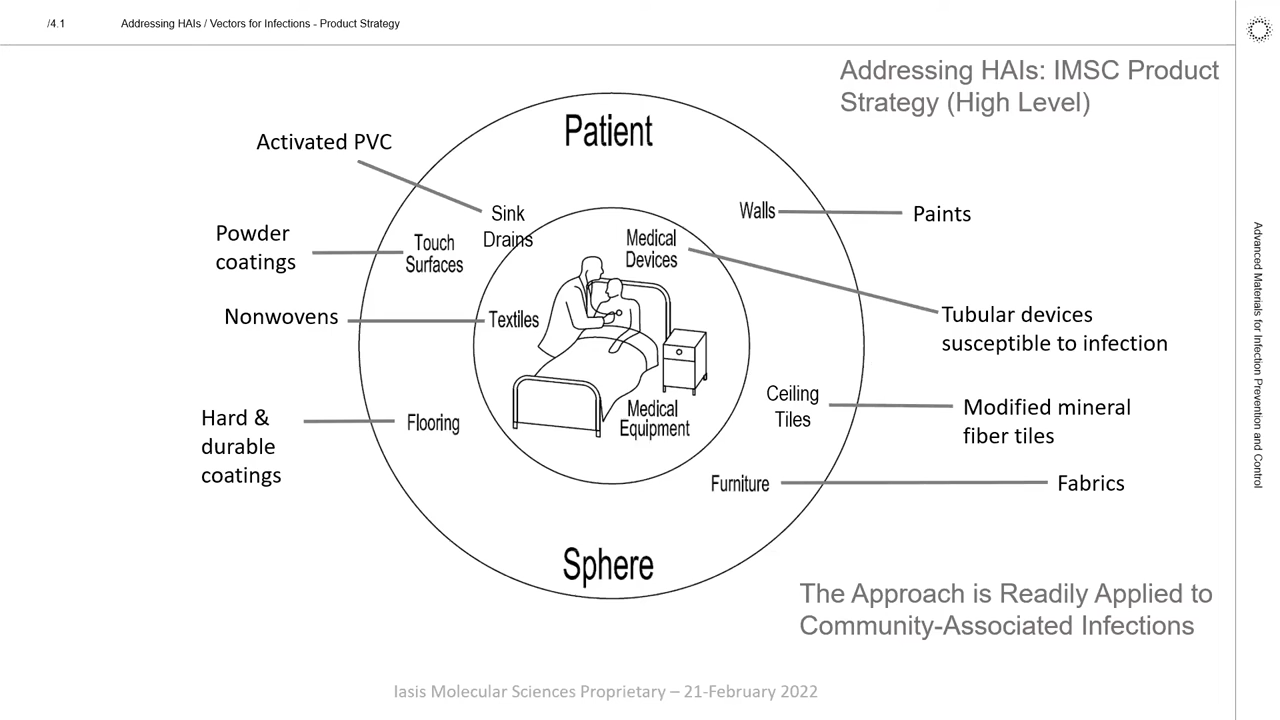 /4.1
Addressing HAIs / Vectors for Infections - Product Strategy
Addressing HAIs: IMSC Product
Strategy (High Level)
Patient
Activated PVC
Sink
Drains
Walls
Paints
Powder
coatings
Touch
Surfaces
Medical
Devices
Tubular devices
susceptible to infection
Nonwovens
Textiles
Hard &
durable
coatings
Flooring
Medical
Equipment
Ceiling
Tiles
Modified mineral
fiber tiles
Furniture
Fabrics
Sphere
The Approach is Readily Applied to
Community-Associated Infections
Iasis Molecular Sciences Proprietary – 21-February 2022
Advanced Materials for Infection Prevention and Control